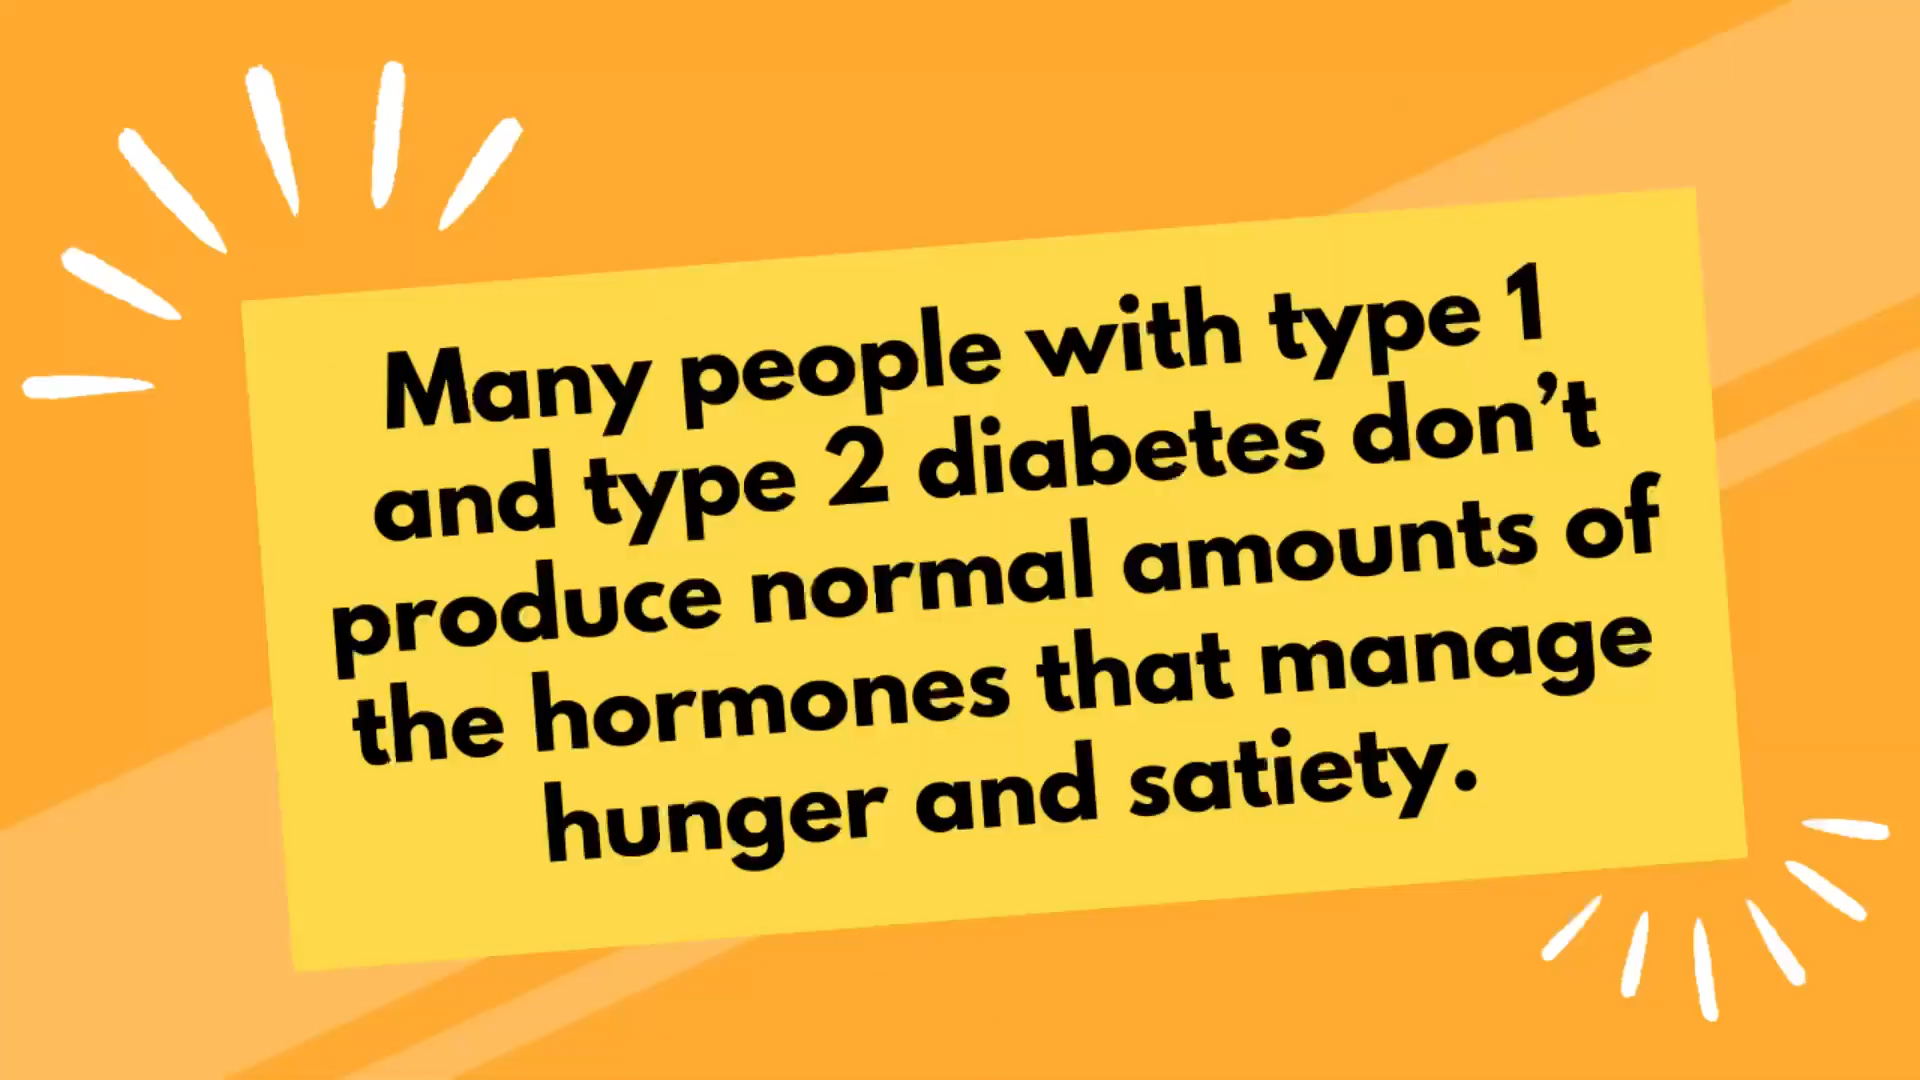 Many people with type 1
and type 2 diabetes don’t
produce normal amounts of
the hormones that manage
hunger and satiety.